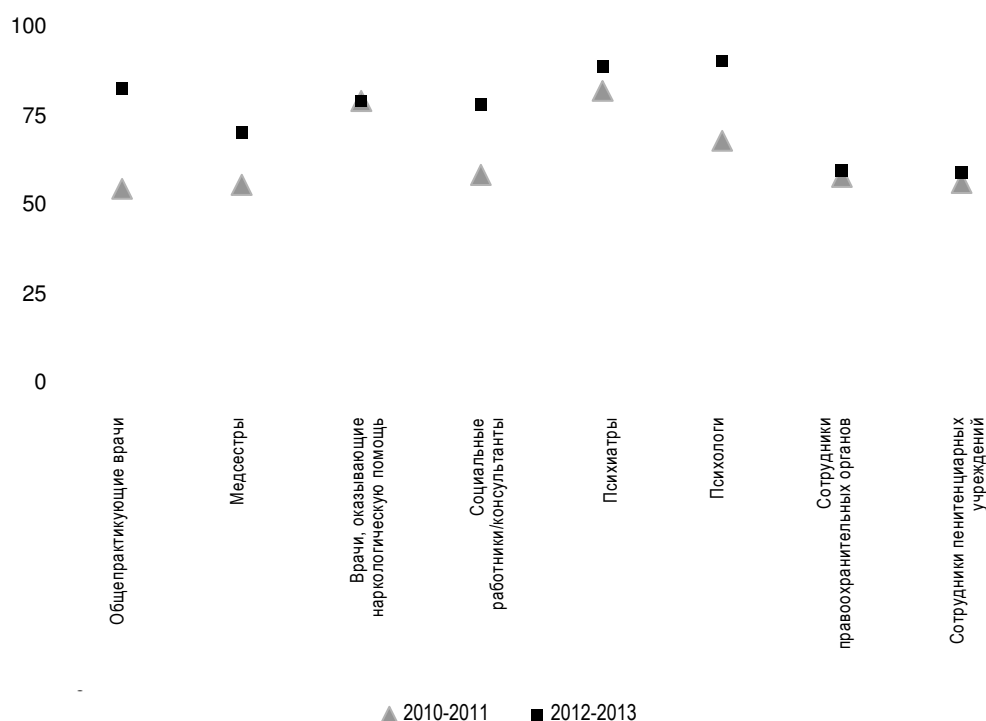 100
75
50
25
0
Общепрактикующие врачи
Медсестры
Врачи, оказывающие
наркологическую помощь
Социальные
работники/консультанты
Психиатры
Психологи
Сотрудники
правоохранительных органов
Сотрудники пенитенциарных
учреждений
2010-2011
2012-2013